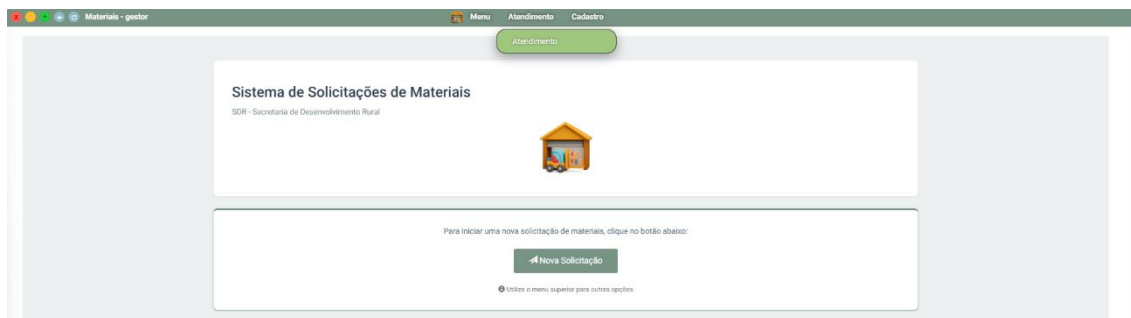 Materiais - gestor
Menu Atendimento Cadastro
Atendimento
Sistema de Solicitações de Materiais
SDR - Secretaria de Desenvolvimento Rural
Para iniciar uma nova solicitação de materiais, clique no botão abaixo:
Nova Solicitação
Utilize o menu superior para outras opções